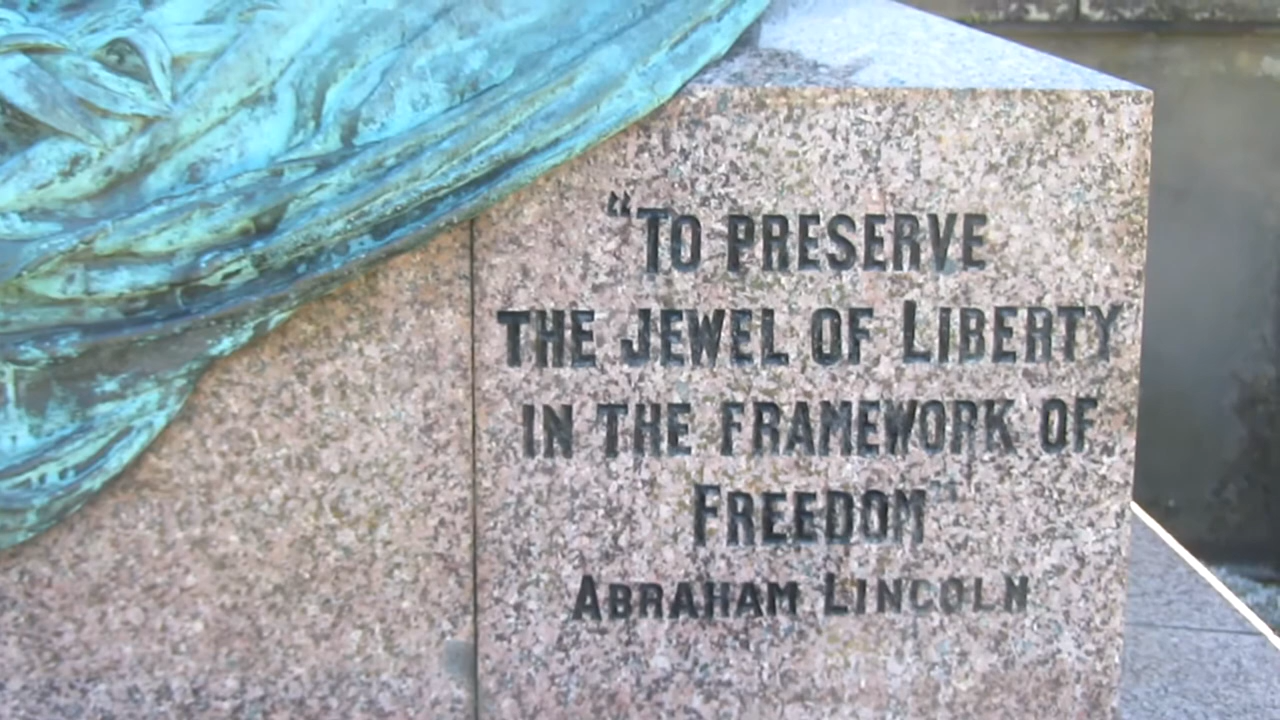 “TO PRESERVE
THE JEWEL OF LIBERTY
IN THE FRAMEWORK OF
FREEDOM”
ABRAHAM LINCOLN